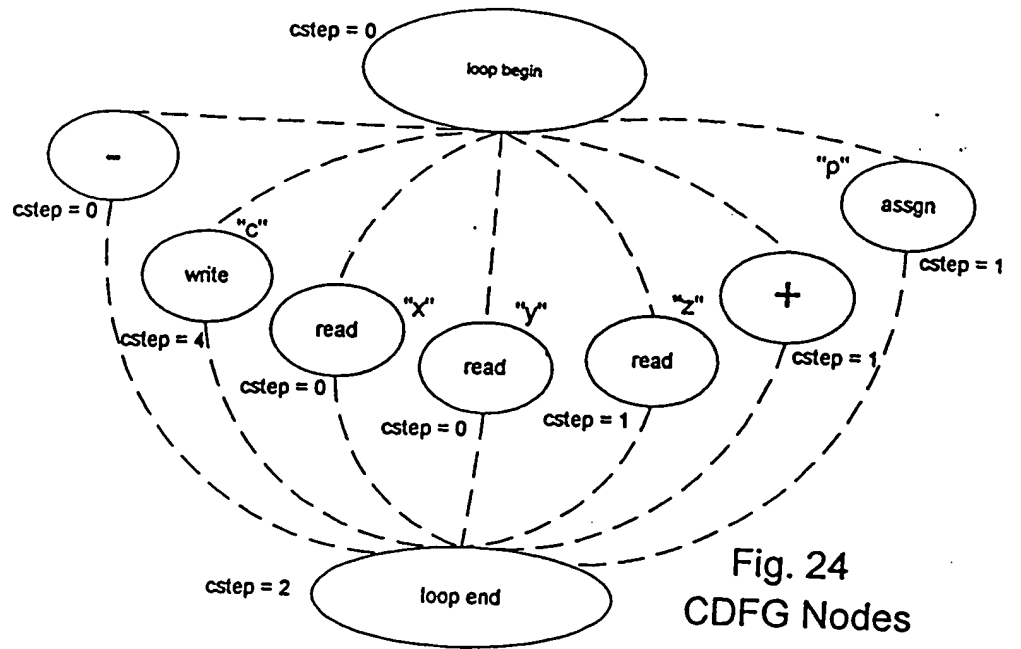 cstep = 0
loop begin
-
cstep = 0
"c"
write
cstep = 4
read
"x"
cstep = 0
"y"
read
cstep = 0
"z"
read
cstep = 1
+
cstep = 1
"p"
assgn
cstep = 1
cstep = 2
loop end
Fig. 24
CDFG Nodes